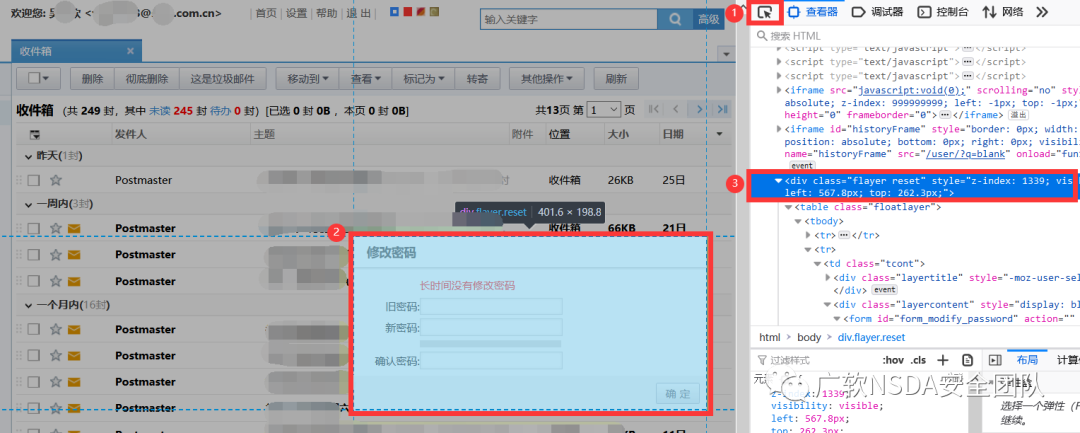 欢迎您:
.com.cn>
首页 | 设置 | 帮助 | 退 出
输入关键字
高级
收件箱
删除
彻底删除
这是垃圾邮件
移动到
查看
标记为
转寄
其他操作
刷新
收件箱 (共 249 封，其中 未读 245 封 待办 0 封) [已选 0 封 0B，本页 0 封 0B]
共13页 第 1 页
发件人
主题
附件
位置
大小
日期
昨天(1封)
Postmaster
收件箱
26KB
25日
一周内(3封)
Postmaster
收件箱
66KB
21日
Postmaster
Postmaster
一个月内(16封)
Postmaster
Postmaster
Postmaster
Postmaster
Postmaster
div.flayer.reset
401.6 × 198.8
2
修改密码
长时间没有修改密码
旧密码:
新密码:
确认密码:
确 定
1
查看器
调试器
控制台
网络
搜索 HTML
<script type="text/javascript">
<script type="text/javascript">
<iframe src="javascript:void(0);" scrolling="no" sty
absolute; z-index: 999999999; left: -1px; top: -1px;
height="0" frameborder="0"></iframe> 溢出
<iframe id="historyFrame" style="border: 0px; width:
position: absolute; bottom: 0px; right: 0px; visibil
name="historyFrame" src="/user/?q=blank" onload="fun
event
3
<div class="flayer reset" style="z-index: 1339; visi
left: 567.8px; top: 262.3px;">
<table class="floatlayer">
<tbody>
<tr></tr>
<tr>
<td class="tcont">
<div class="layertitle" style="-moz-user-sel
</div> event
<div class="layercontent" style="display: bl
<form id="form_modify_password" action=""
html
body
div.flayer.reset
过滤样式
:hov
.cls
布局
计算
1339;
visibility: visible;
left: 567.8px;
top: 262.3px;
选择一个弹性 (F
继续。
广软NSDA安全团队